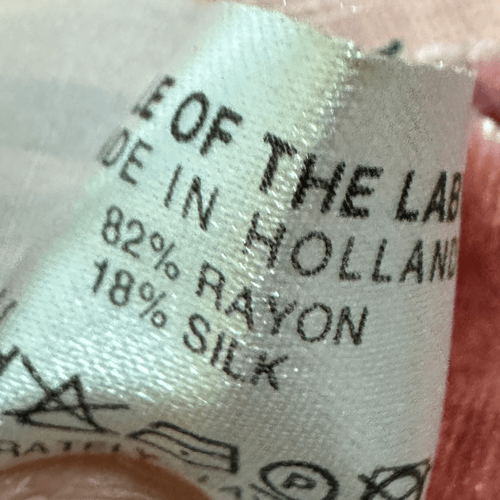 E OF THE LAB
DE IN HOLLAND
82% RAYON
18% SILK
P